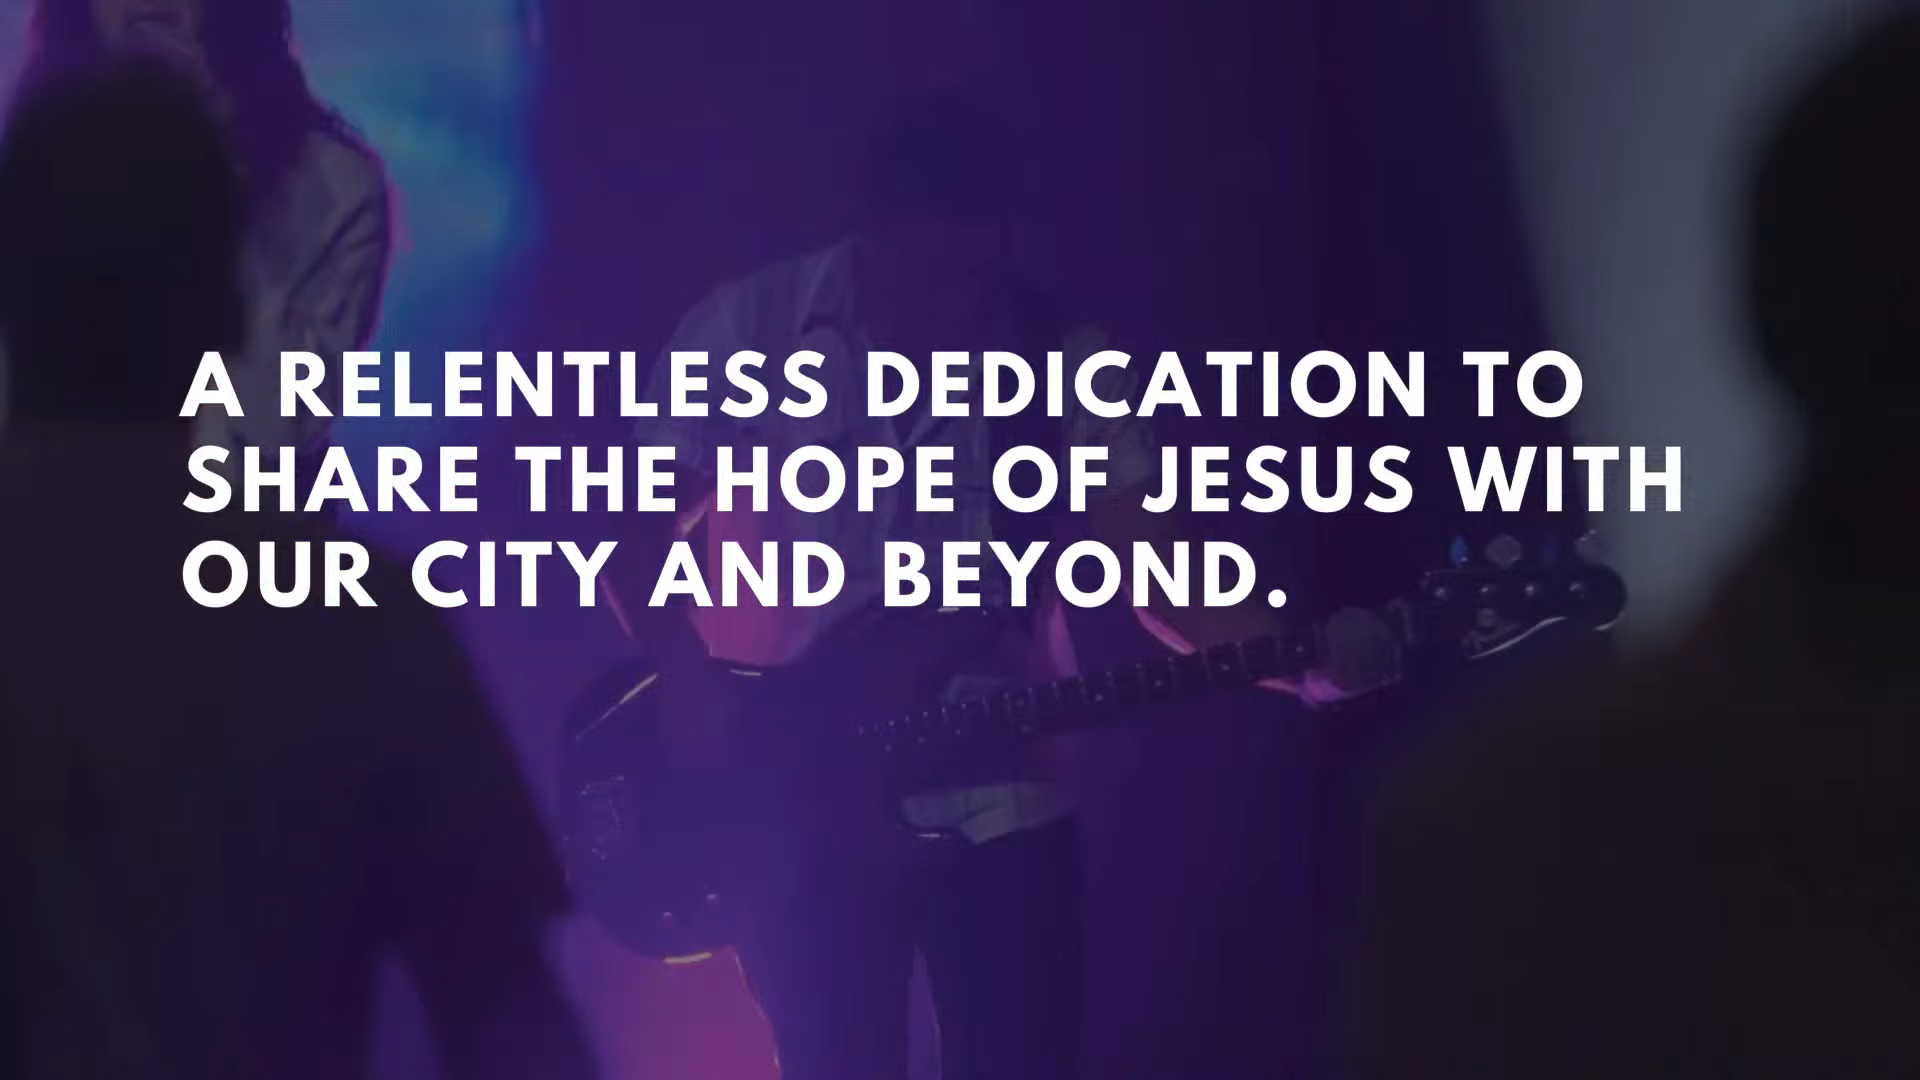 A RELENTLESS DEDICATION TO
SHARE THE HOPE OF JESUS WITH
OUR CITY AND BEYOND.